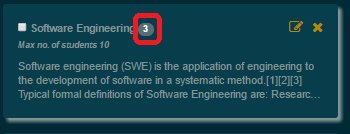 Software Engineering 3
Max no. of students 10
Software engineering (SWE) is the application of engineering to
the development of software in a systematic method.[1][2][3]
Typical formal definitions of Software Engineering are: Researc...